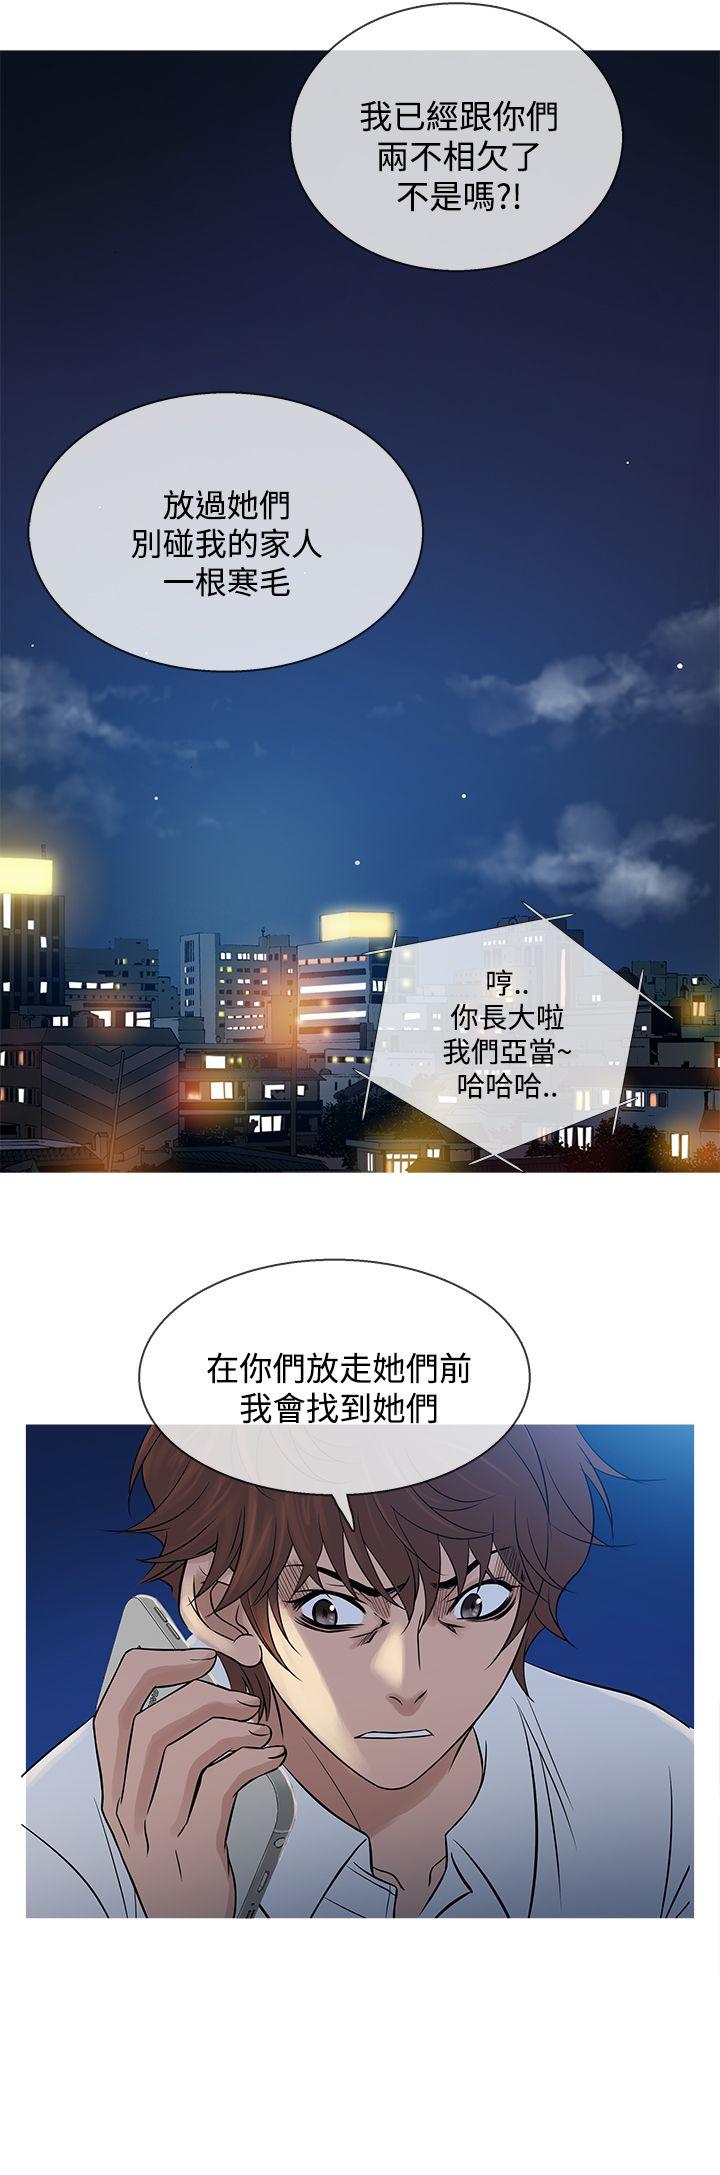 我已經跟你們
兩不相欠了
不是嗎?!
放過她們
別碰我的家人
一根寒毛
哼..
你長大啦
我們亞當~
哈哈哈..
在你們放走她們前
我會找到她們